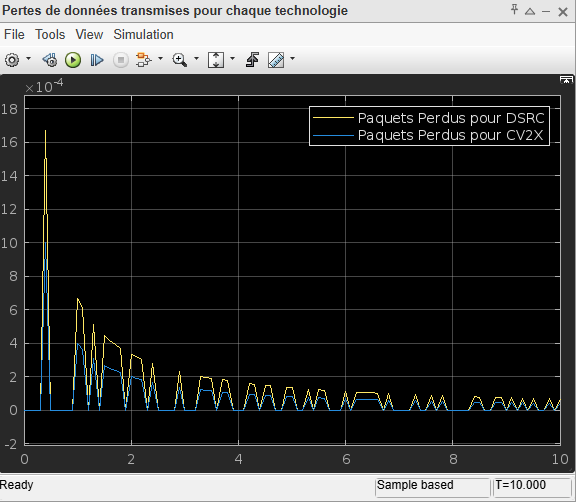 Pertes de données transmises pour chaque technologie
File Tools View Simulation
×10⁻⁴
18
16
14
12
10
8
6
4
2
0
-2
Paquets Perdus pour DSRC
Paquets Perdus pour CV2X
0 2 4 6 8 10
Ready Sample based T=10.000